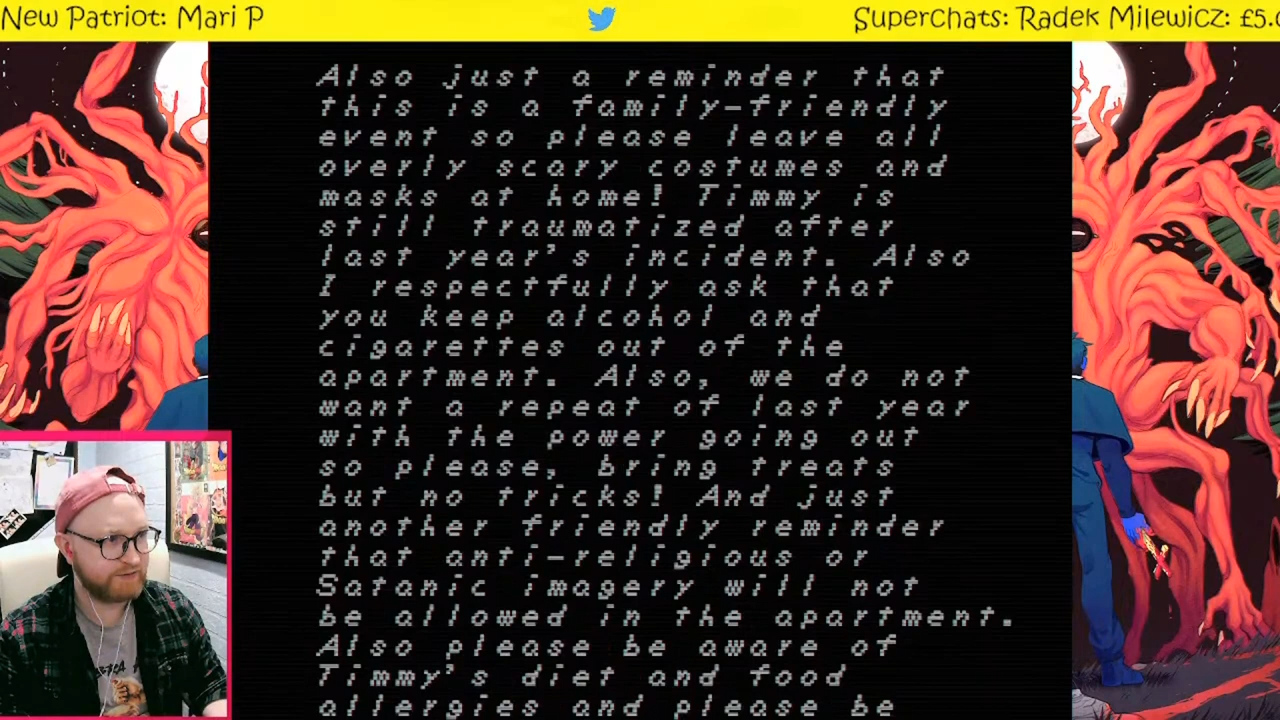 New Patriot: Mari P
Superchats: Radek Milewicz: £5.
Also just a reminder that
this is a family-friendly
event so please leave all
overly scary costumes and
masks at home! Timmy is
still traumatized after
last year's incident. Also
I respectfully ask that
you keep alcohol and
cigarettes out of the
apartment. Also, we do not
want a repeat of last year
with the power going out
so please, bring treats
but no tricks! And just
another friendly reminder
that anti-religious or
Satanic imagery will not
be allowed in the apartment.
Also please be aware of
Timmy's diet and food
allergies and please be